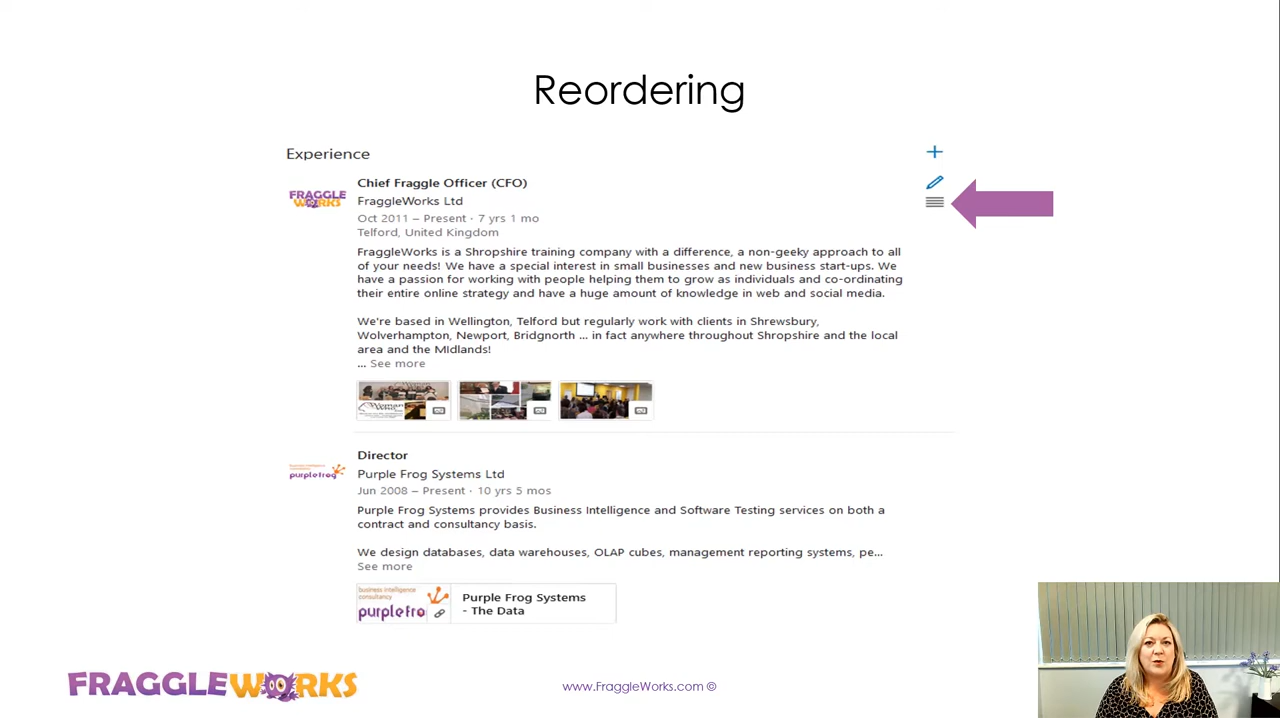 Reordering
Experience
FRAGGLE
WORKS
Chief Fraggle Officer (CFO)
FraggleWorks Ltd
Oct 2011 – Present · 7 yrs 1 mo
Telford, United Kingdom
FraggleWorks is a Shropshire training company with a difference, a non-geeky approach to all
of your needs! We have a special interest in small businesses and new business start-ups. We
have a passion for working with people helping them to grow as individuals and co-ordinating
their entire online strategy and have a huge amount of knowledge in web and social media.
We're based in Wellington, Telford but regularly work with clients in Shrewsbury,
Wolverhampton, Newport, Bridgnorth ... in fact anywhere throughout Shropshire and the local
area and the MIdlands!
... See more
purplefrog
Director
Purple Frog Systems Ltd
Jun 2008 – Present · 10 yrs 5 mos
Purple Frog Systems provides Business Intelligence and Software Testing services on both a
contract and consultancy basis.
We design databases, data warehouses, OLAP cubes, management reporting systems, pe...
See more
business intelligence
consultancy
purplefro
Purple Frog Systems
- The Data
FRAGGLEWORKS
www.FraggleWorks.com ©